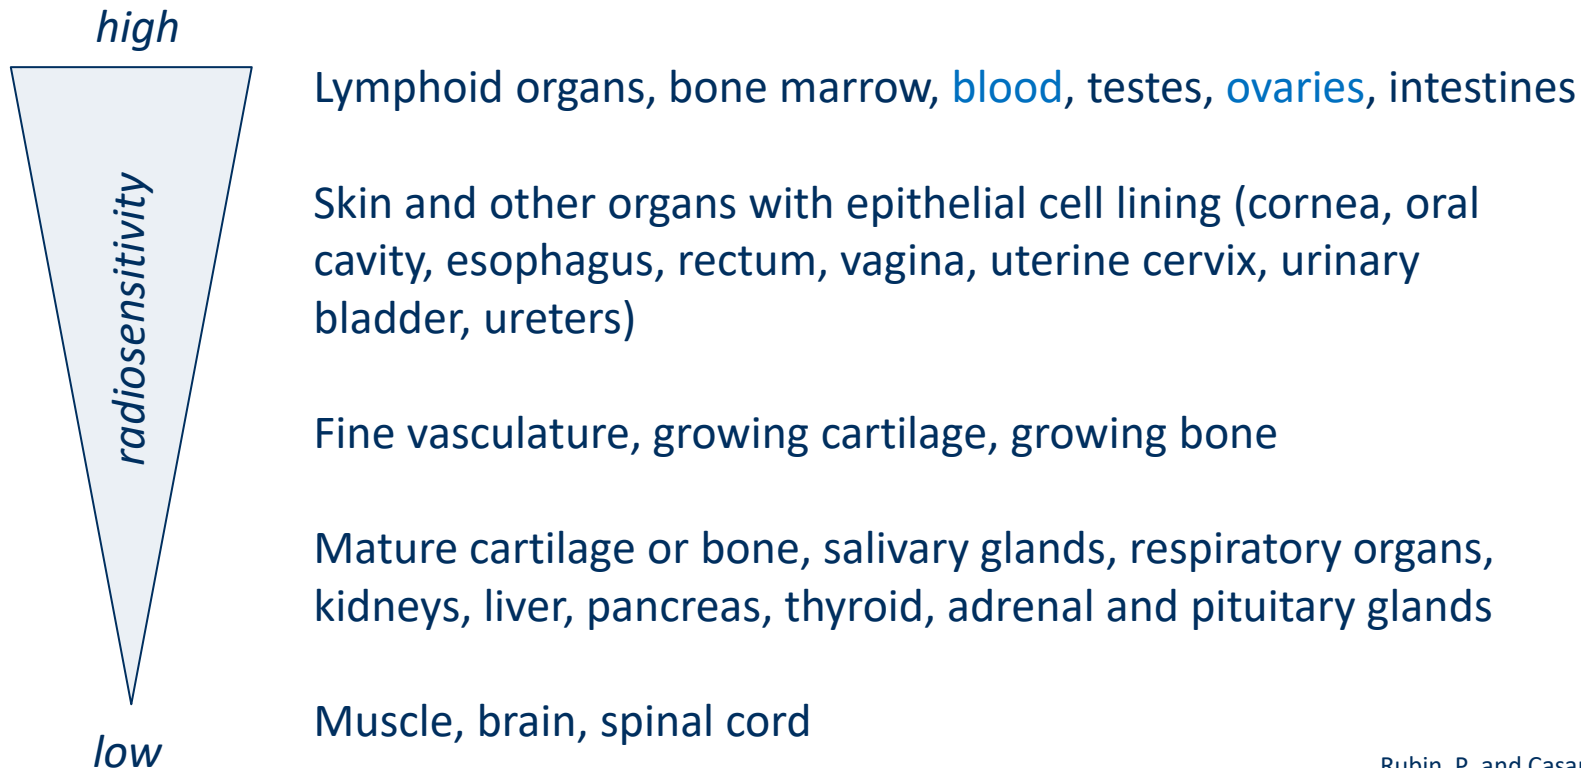 high
radiosensitivity
low
Lymphoid organs, bone marrow, blood, testes, ovaries, intestines
Skin and other organs with epithelial cell lining (cornea, oral
cavity, esophagus, rectum, vagina, uterine cervix, urinary
bladder, ureters)
Fine vasculature, growing cartilage, growing bone
Mature cartilage or bone, salivary glands, respiratory organs,
kidneys, liver, pancreas, thyroid, adrenal and pituitary glands
Muscle, brain, spinal cord
Rubin, P. and